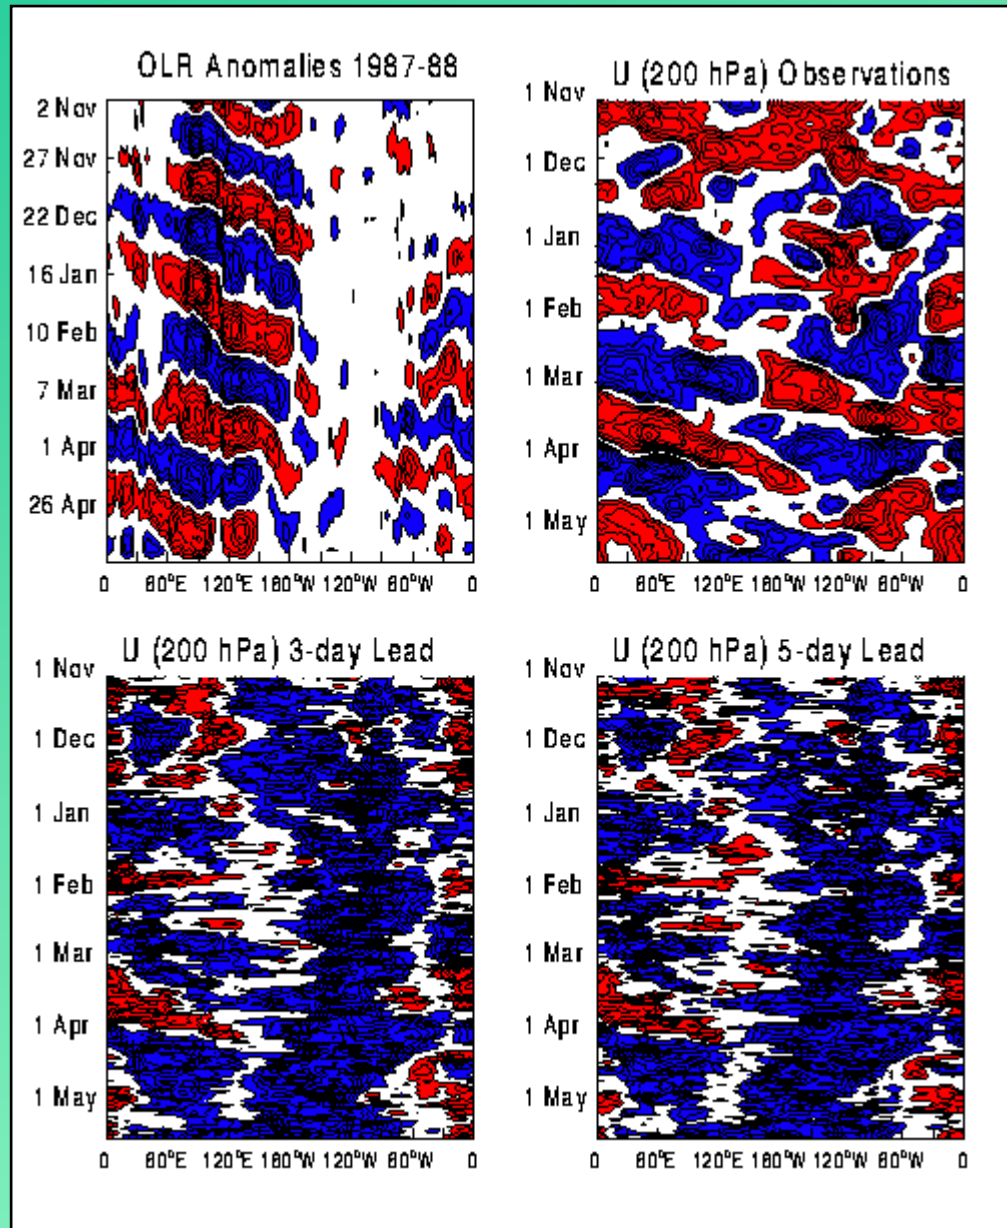 OLR Anomalies 1987-88
2 Nov
27 Nov
22 Dec
16 Jan
10 Feb
7 Mar
1 Apr
26 Apr
0 60°E 120°E 180°W 120°W 60°W 0
U (200 hPa) Observations
1 Nov
1 Dec
1 Jan
1 Feb
1 Mar
1 Apr
1 May
0 60°E 120°E 180°W 120°W 60°W 0
U (200 hPa) 3-day Lead
1 Nov
1 Dec
1 Jan
1 Feb
1 Mar
1 Apr
1 May
0 60°E 120°E 180°W 120°W 60°W 0
U (200 hPa) 5-day Lead
1 Nov
1 Dec
1 Jan
1 Feb
1 Mar
1 Apr
1 May
0 60°E 120°E 180°W 120°W 60°W 0